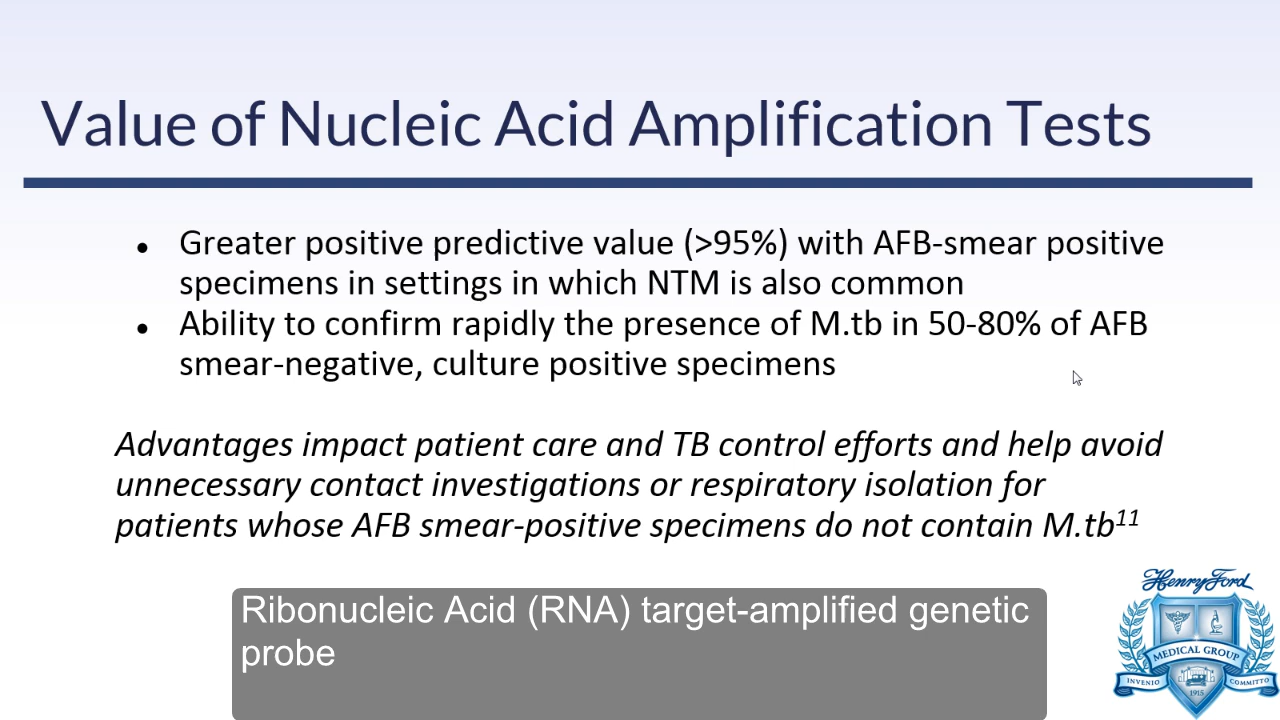 Value of Nucleic Acid Amplification Tests
● Greater positive predictive value (>95%) with AFB-smear positive
specimens in settings in which NTM is also common
● Ability to confirm rapidly the presence of M.tb in 50-80% of AFB
smear-negative, culture positive specimens
Advantages impact patient care and TB control efforts and help avoid
unnecessary contact investigations or respiratory isolation for
patients whose AFB smear-positive specimens do not contain M.tb11
Ribonucleic Acid (RNA) target-amplified genetic
probe
Henry Ford
MEDICAL GROUP
INVENIO 1915 COMMITTO